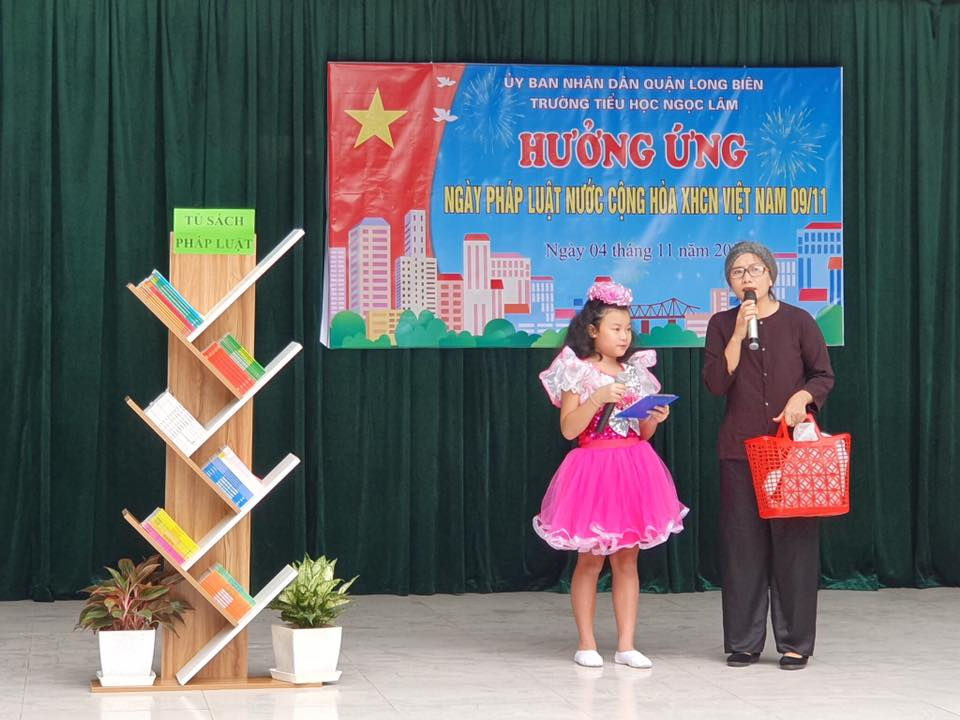 ỦY BAN NHÂN DÂN QUẬN LONG BIÊN
TRƯỜNG TIỂU HỌC NGỌC LÂM
HƯỞNG ỨNG
NGÀY PHÁP LUẬT NƯỚC CỘNG HÒA XHCN VIỆT NAM 09/11
Ngày 04 tháng 11 năm
TỦ SÁCH
PHÁP LUẬT